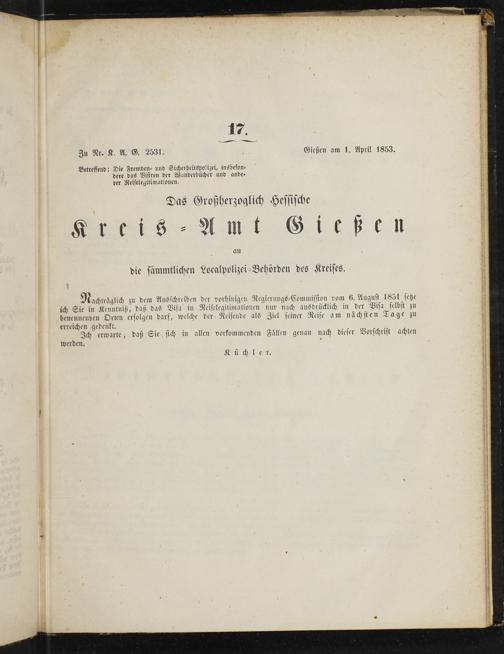 17.
Zu Nr. K. A. G. 2531.
Gießen am 1. April 1853.
Betreffend: Die Fremden- und Sicherheitspolizei, insbeson-
dere das Visiren der Wanderbücher und ande-
rer Reiselegitimationen.
Das Großherzoglich Hessische
Kreis-Amt Gießen
an
die sämmtlichen Localpolizei-Behörden des Kreises.
Nachträglich zu dem Ausschreiben der vorhinigen Regierungs-Commission vom 6. August 1851 setze
ich Sie in Kenntniß, daß das Visa in Reiselegitimationen nur nach ausdrücklich in der Visa selbst zu
benennenden Orten erfolgen darf, welche der Reisende als Ziel seiner Reise am nächsten Tage zu
erreichen gedenkt.
Ich erwarte, daß Sie sich in allen vorkommenden Fällen genau nach dieser Vorschrift achten
werden.
Küchler.